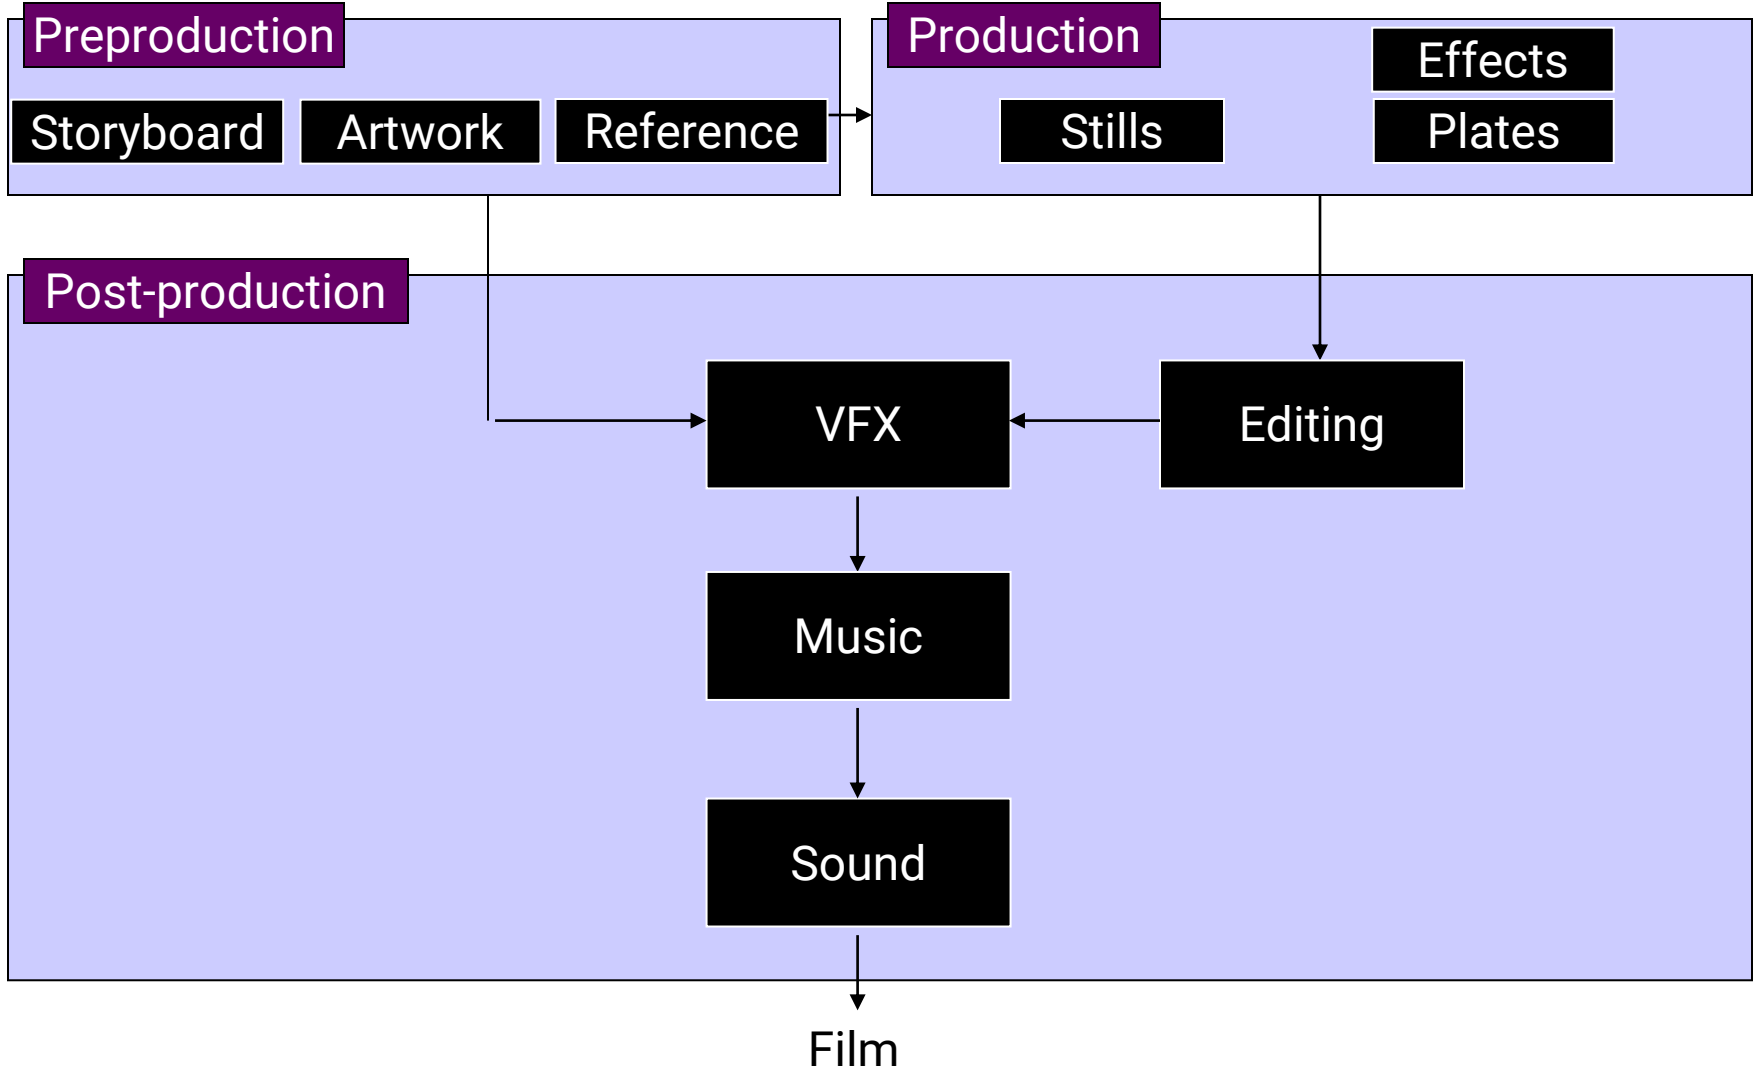 Preproduction
Storyboard
Artwork
Reference
Production
Effects
Stills
Plates
Post-production
VFX
Editing
Music
Sound
Film